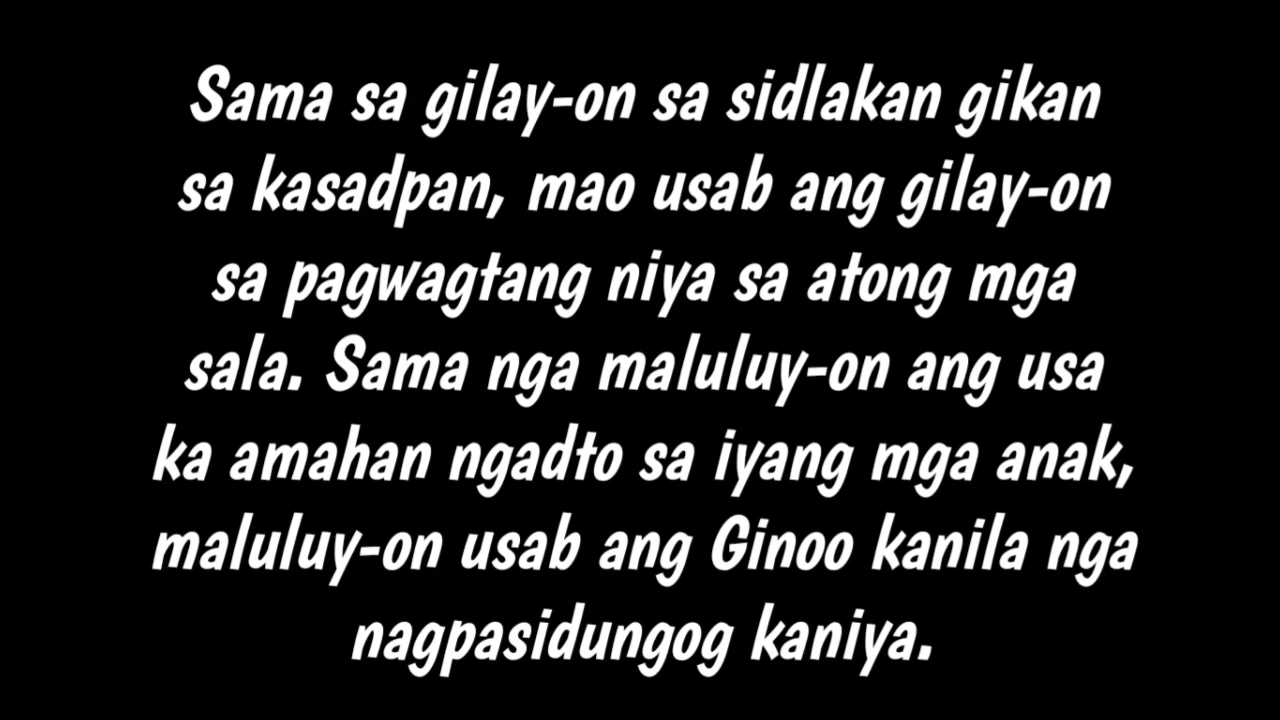 Sama sa gilay-on sa sidlakan gikan
sa kasadpan, mao usab ang gilay-on
sa pagwagtang niya sa atong mga
sala. Sama nga maluluy-on ang usa
ka amahan ngadto sa iyang mga anak,
maluluy-on usab ang Ginoo kanila nga
nagpasidungog kaniya.